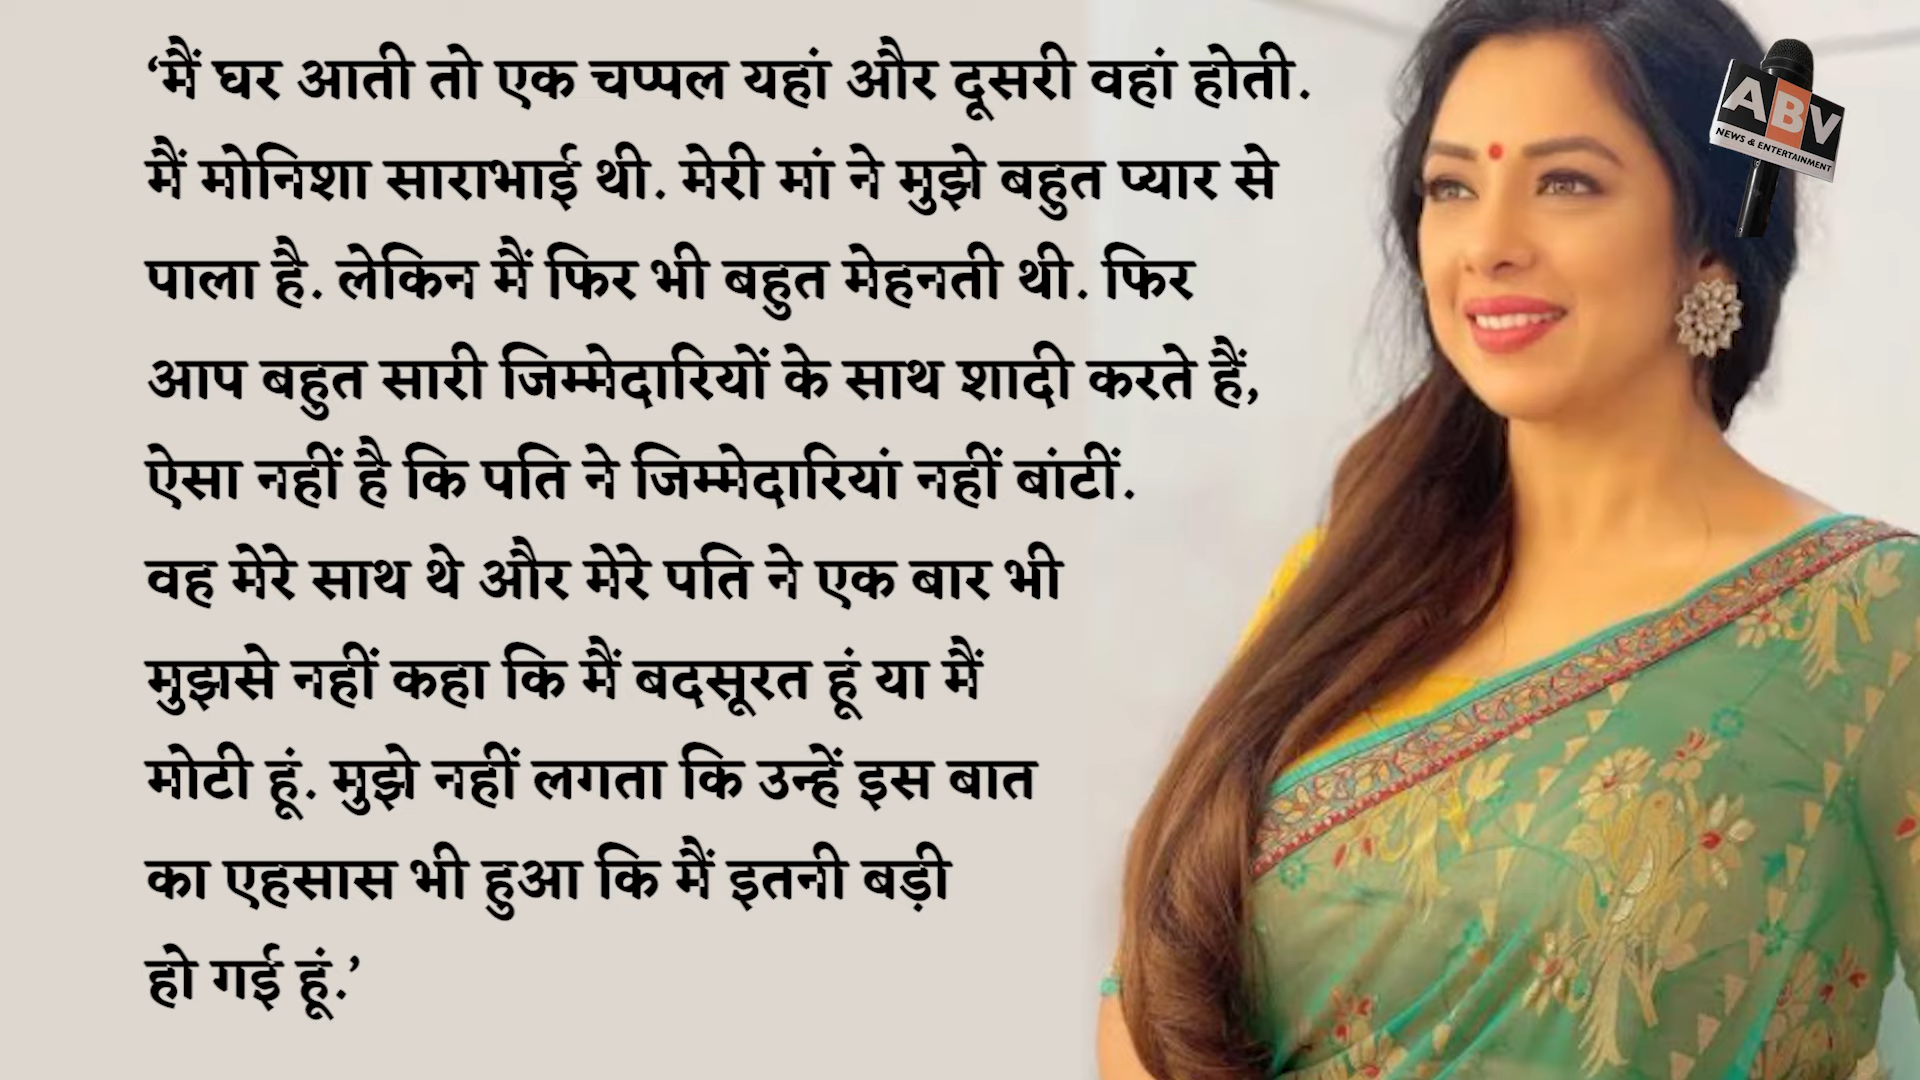 ‘मैं घर आती तो एक चप्पल यहां और दूसरी वहां होती.
मैं मोनिशा साराभाई थी. मेरी मां ने मुझे बहुत प्यार से
पाला है. लेकिन मैं फिर भी बहुत मेहनती थी. फिर
आप बहुत सारी जिम्मेदारियों के साथ शादी करते हैं,
ऐसा नहीं है कि पति ने जिम्मेदारियां नहीं बांटीं.
वह मेरे साथ थे और मेरे पति ने एक बार भी
मुझसे नहीं कहा कि मैं बदसूरत हूं या मैं
मोटी हूं. मुझे नहीं लगता कि उन्हें इस बात
का एहसास भी हुआ कि मैं इतनी बड़ी
हो गई हूं.’
ABV
NEWS & ENTERTAINMENT